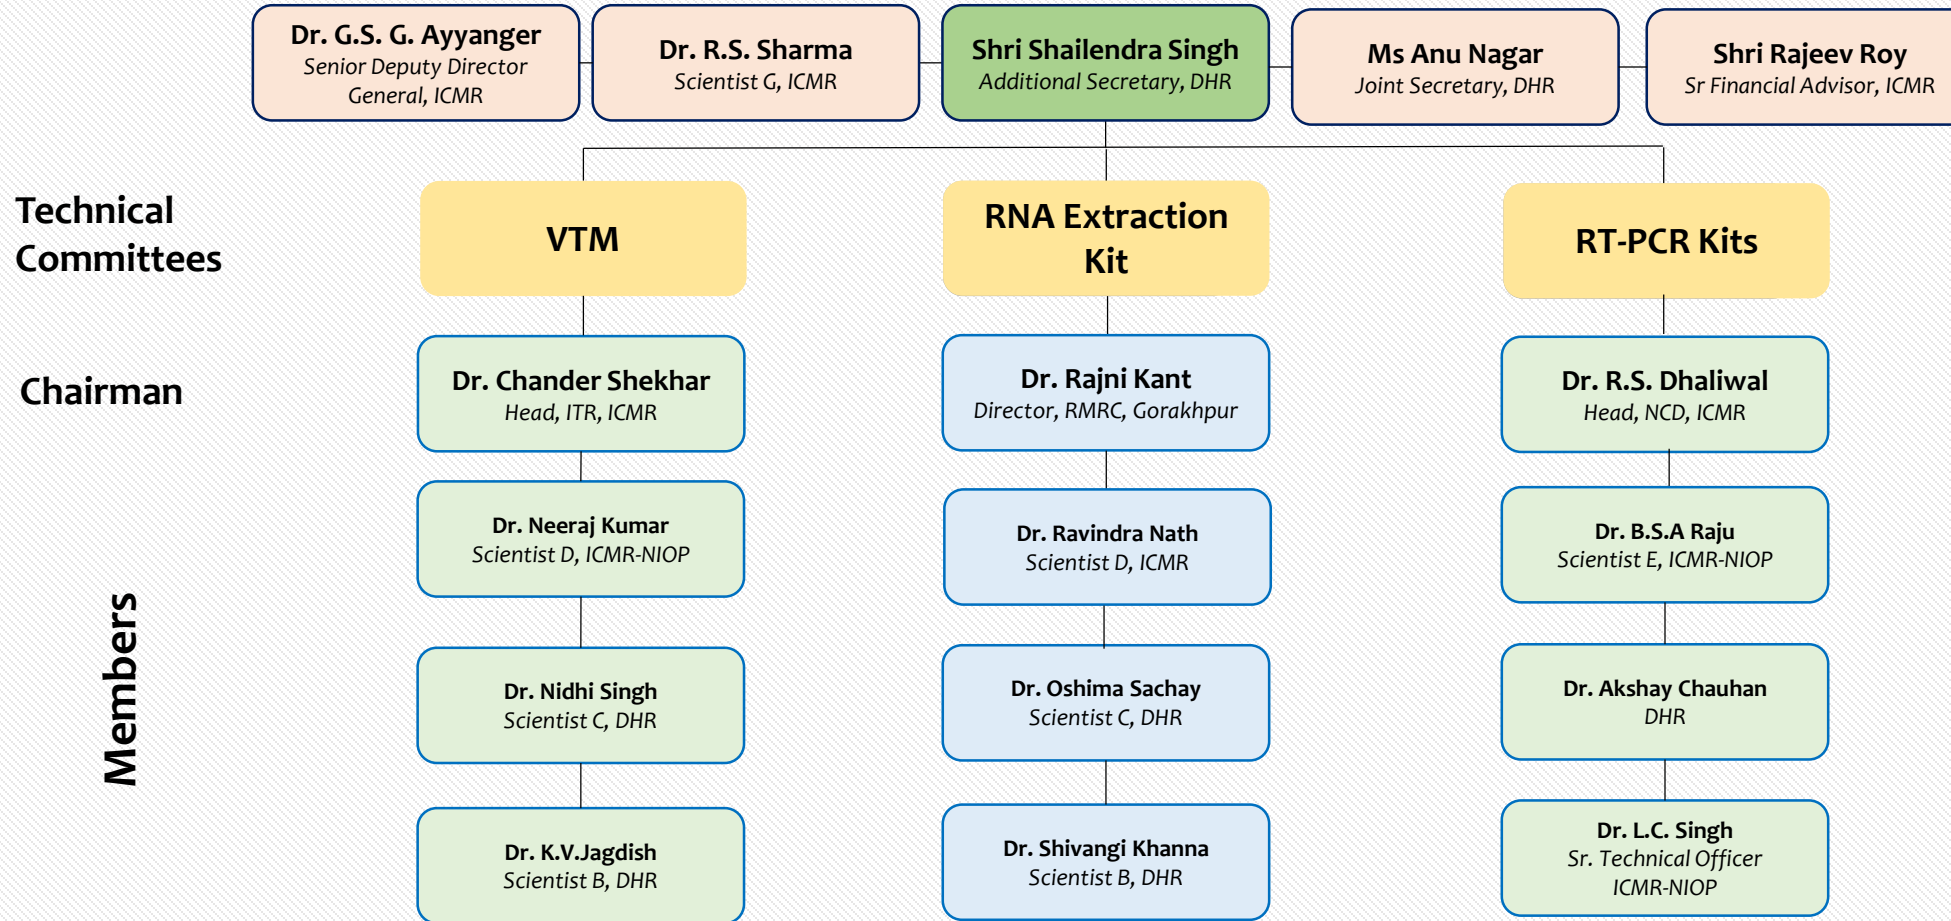 Dr. G.S. G. Ayyanger
Senior Deputy Director
General, ICMR
Dr. R.S. Sharma
Scientist G, ICMR
Shri Shailendra Singh
Additional Secretary, DHR
Ms Anu Nagar
Joint Secretary, DHR
Shri Rajeev Roy
Sr Financial Advisor, ICMR
Technical
Committees
VTM
RNA Extraction
Kit
RT-PCR Kits
Chairman
Dr. Chander Shekhar
Head, ITR, ICMR
Dr. Rajni Kant
Director, RMRC, Gorakhpur
Dr. R.S. Dhaliwal
Head, NCD, ICMR
Members
Dr. Neeraj Kumar
Scientist D, ICMR-NIOP
Dr. Ravindra Nath
Scientist D, ICMR
Dr. B.S.A Raju
Scientist E, ICMR-NIOP
Dr. Nidhi Singh
Scientist C, DHR
Dr. Oshima Sachay
Scientist C, DHR
Dr. Akshay Chauhan
DHR
Dr. K.V.Jagdish
Scientist B, DHR
Dr. Shivangi Khanna
Scientist B, DHR
Dr. L.C. Singh
Sr. Technical Officer
ICMR-NIOP